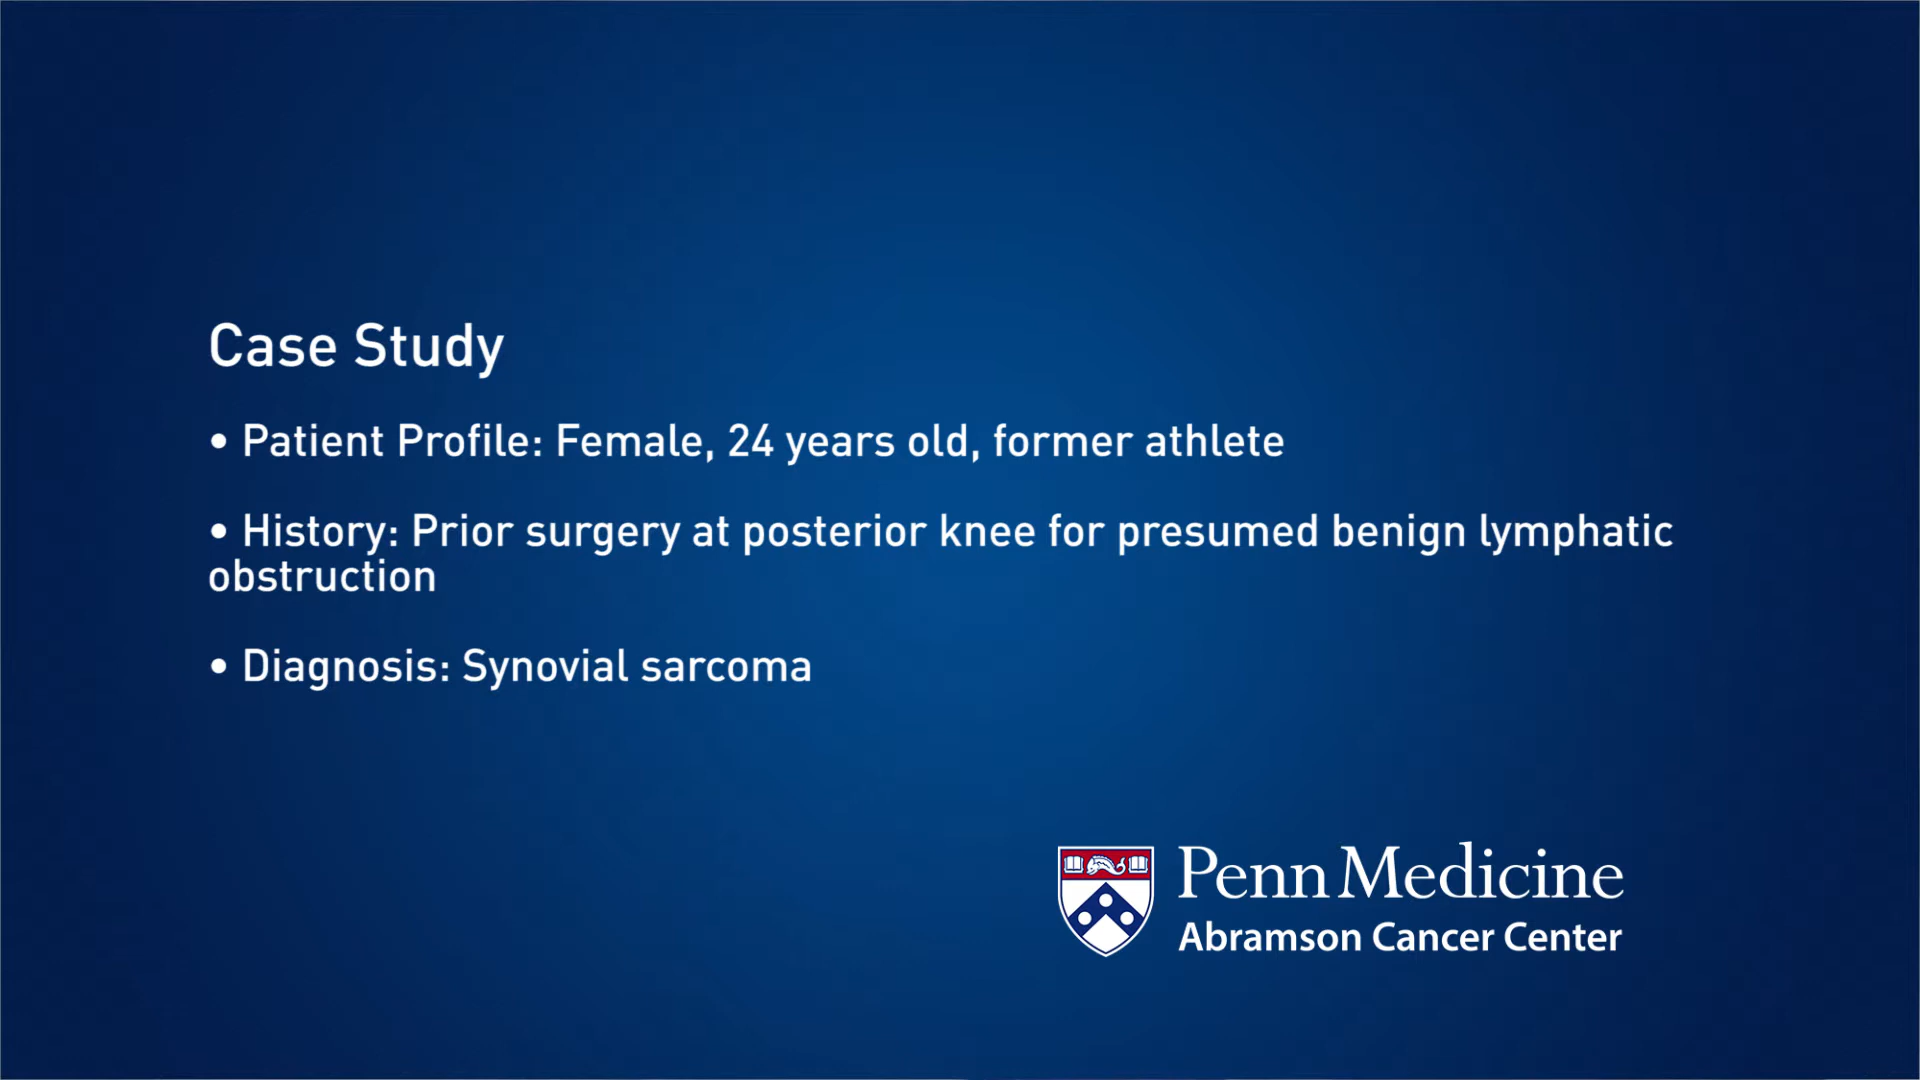 Case Study
• Patient Profile: Female, 24 years old, former athlete
• History: Prior surgery at posterior knee for presumed benign lymphatic
obstruction
• Diagnosis: Synovial sarcoma
Penn Medicine
Abramson Cancer Center